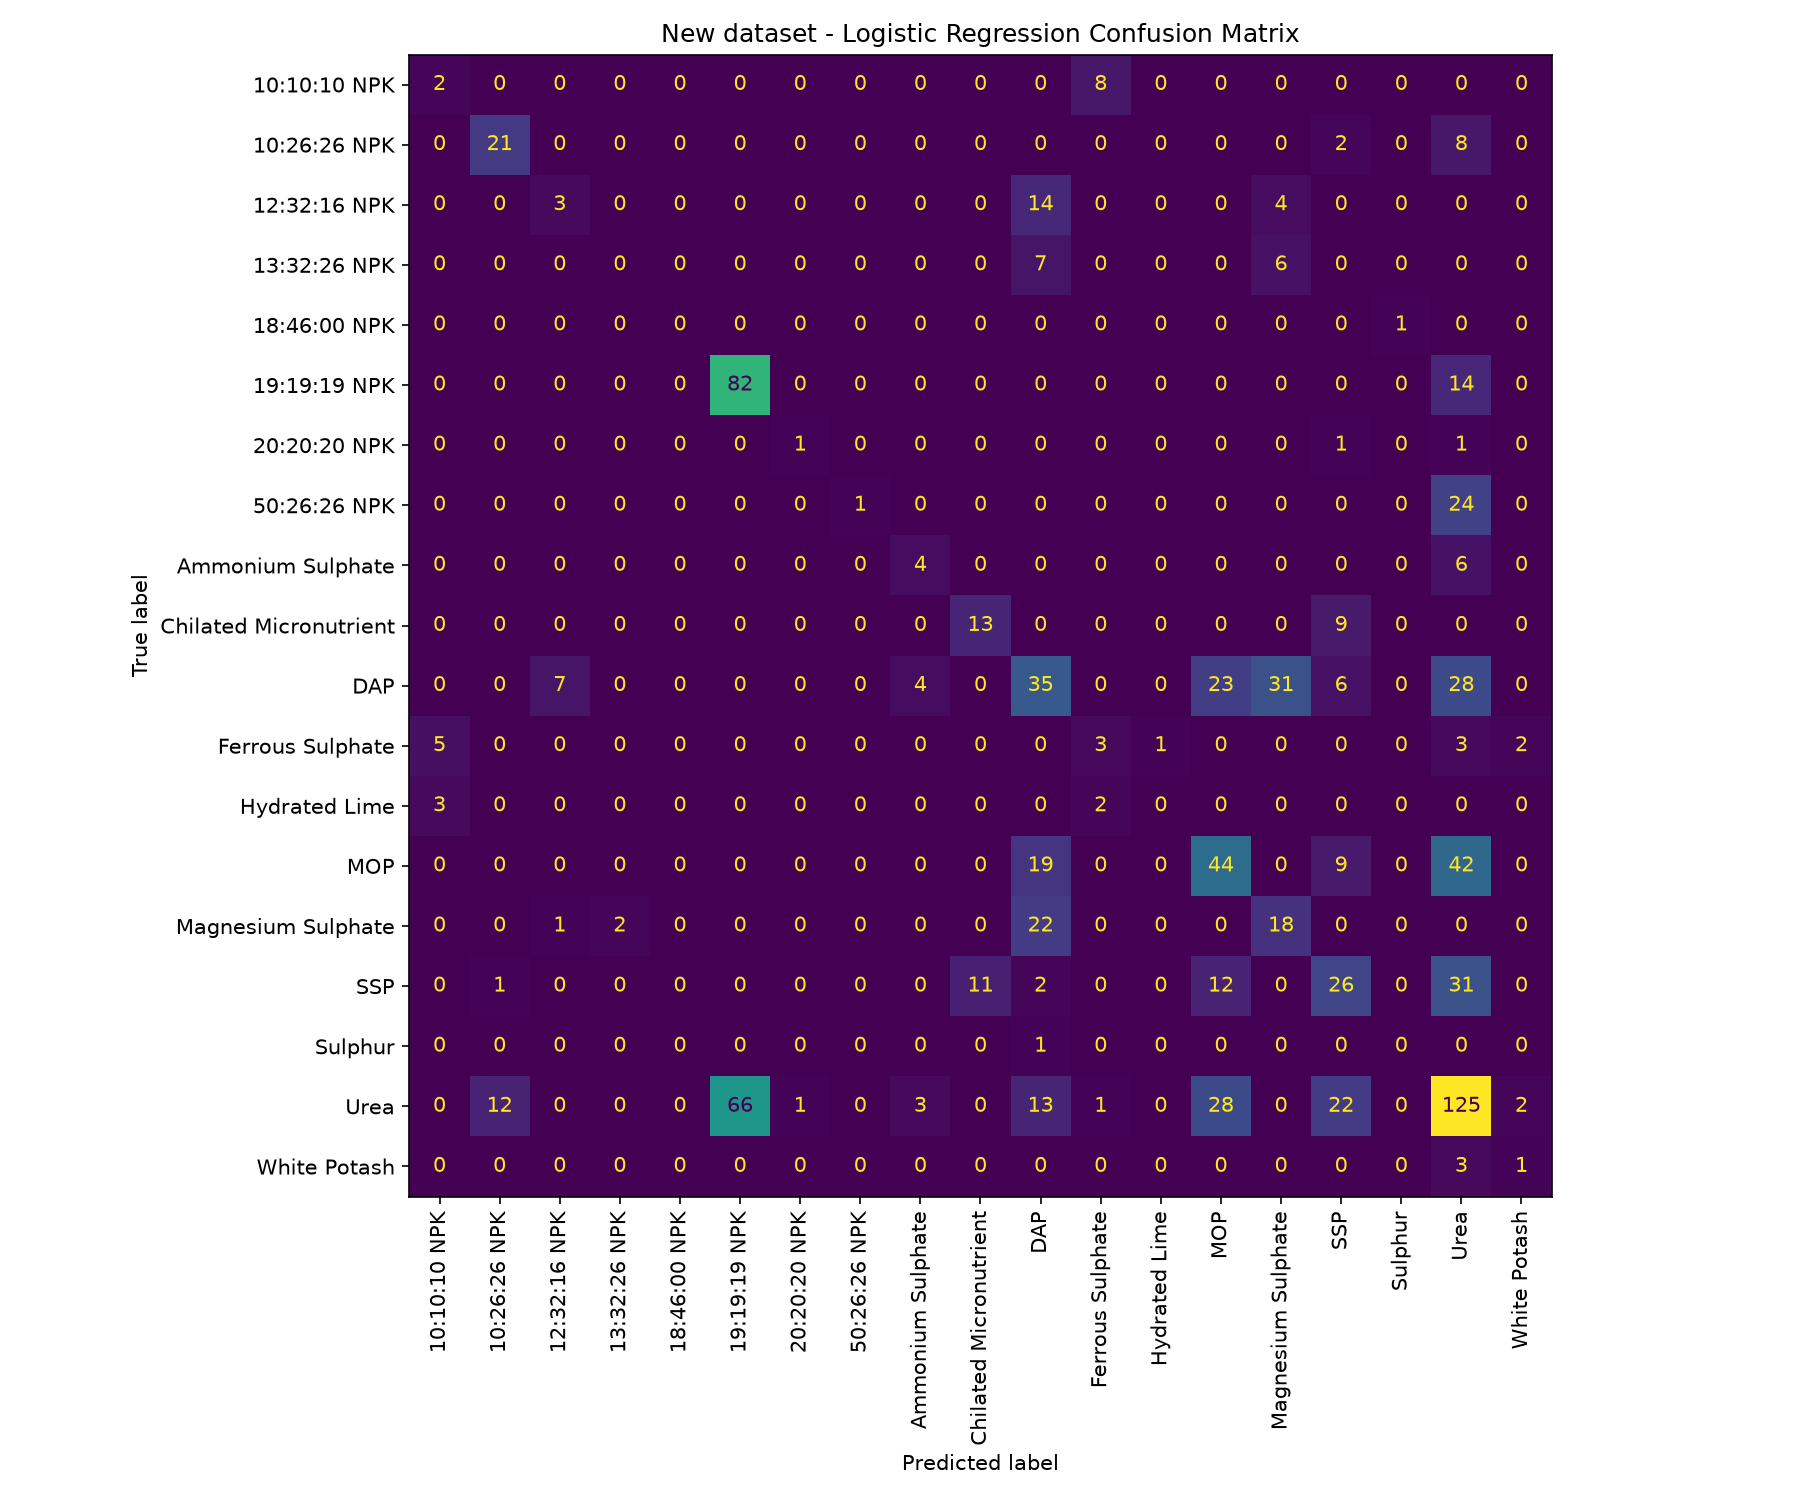 New dataset - Logistic Regression Confusion Matrix
True label
10:10:10 NPK 2 0 0 0 0 0 0 0 0 0 0 8 0 0 0 0 0 0 0
10:26:26 NPK 0 21 0 0 0 0 0 0 0 0 0 0 0 0 0 2 0 8 0
12:32:16 NPK 0 0 3 0 0 0 0 0 0 0 14 0 0 0 4 0 0 0 0
13:32:26 NPK 0 0 0 0 0 0 0 0 0 0 7 0 0 0 6 0 0 0 0
18:46:00 NPK 0 0 0 0 0 0 0 0 0 0 0 0 0 0 0 0 1 0 0
19:19:19 NPK 0 0 0 0 0 82 0 0 0 0 0 0 0 0 0 0 0 14 0
20:20:20 NPK 0 0 0 0 0 0 1 0 0 0 0 0 0 0 0 1 0 1 0
50:26:26 NPK 0 0 0 0 0 0 0 1 0 0 0 0 0 0 0 0 0 24 0
Ammonium Sulphate 0 0 0 0 0 0 0 0 4 0 0 0 0 0 0 0 0 6 0
Chilated Micronutrient 0 0 0 0 0 0 0 0 0 13 0 0 0 0 0 9 0 0 0
DAP 0 0 7 0 0 0 0 0 4 0 35 0 0 23 31 6 0 28 0
Ferrous Sulphate 5 0 0 0 0 0 0 0 0 0 0 3 1 0 0 0 0 3 2
Hydrated Lime 3 0 0 0 0 0 0 0 0 0 0 2 0 0 0 0 0 0 0
MOP 0 0 0 0 0 0 0 0 0 0 19 0 0 44 0 9 0 42 0
Magnesium Sulphate 0 0 1 2 0 0 0 0 0 0 22 0 0 0 18 0 0 0 0
SSP 0 1 0 0 0 0 0 0 0 11 2 0 0 12 0 26 0 31 0
Sulphur 0 0 0 0 0 0 0 0 0 0 1 0 0 0 0 0 0 0 0
Urea 0 12 0 0 0 66 1 0 3 0 13 1 0 28 0 22 0 125 2
White Potash 0 0 0 0 0 0 0 0 0 0 0 0 0 0 0 0 0 3 1
10:10:10 NPK
10:26:26 NPK
12:32:16 NPK
13:32:26 NPK
18:46:00 NPK
19:19:19 NPK
20:20:20 NPK
50:26:26 NPK
Ammonium Sulphate
Chilated Micronutrient
DAP
Ferrous Sulphate
Hydrated Lime
MOP
Magnesium Sulphate
SSP
Sulphur
Urea
White Potash
Predicted label